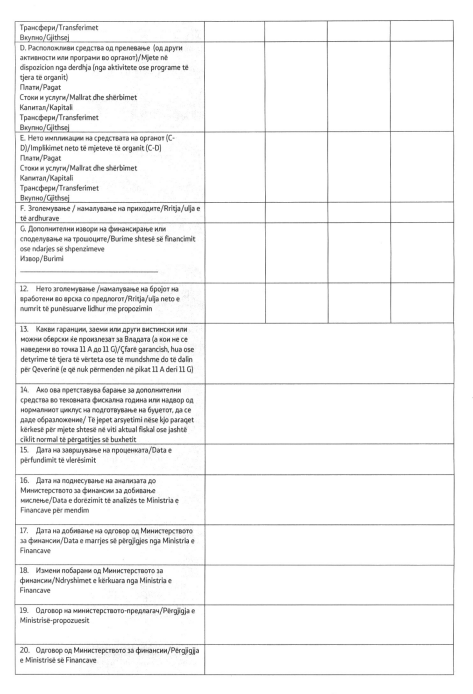 Трансфери/Transferimet
Вкупно/Gjithsej
D. Расположливи средства од прелевање (од други
активности или програми во органот)/Mjete në
dispozicion nga derdhja (nga aktivitete ose programe të
tjera të organit)
Плати/Pagat
Стоки и услуги/Mallrat dhe shërbimet
Капитал/Kapitali
Трансфери/Transferimet
Вкупно/Gjithsej
E. Нето импликации на средствата на органот (C-
D)/Implikimet neto të mjeteve të organit (C-D)
Плати/Pagat
Стоки и услуги/Mallrat dhe shërbimet
Капитал/Kapitali
Трансфери/Transferimet
Вкупно/Gjithsej
F. Зголемување / намалување на приходите/Rritja/ulja e
të ardhurave
G. Дополнителни извори на финансирање или
споделување на трошоците/Burime shtesë së financimit
ose ndarjes së shpenzimeve
Извор/Burimi
12. Нето зголемување /намалување на бројот на
вработени во врска со предлогот/Rritja/ulja neto e
numrit të punësuarve lidhur me propozimin
13. Какви гаранции, заеми или други вистински или
можни обврски ќе произлезат за Владата (а кои не се
наведени во точка 11 А до 11 G)/Çfarë garancish, hua ose
detyrime të tjera të vërteta ose të mundshme do të dalin
për Qeverinë (e që nuk përmenden në pikat 11 A deri 11 G)
14. Ако ова претставува барање за дополнителни
средства во тековната фискална година или надвор од
нормалниот циклус на подготвување на буџетот, да се
даде образложение/ Të jepet arsyetimi nëse kjo paraqet
kërkesë për mjete shtesë në viti aktual fiskal ose jashtë
ciklit normal të përgatitjes së buxhetit
15. Дата на завршување на проценката/Data e
përfundimit të vlerësimit
16. Дата на поднесување на анализата до
Министерството за финансии за добивање
мислење/Data e dorëzimit të analizës te Ministria e
Financave për mendim
17. Дата на добивање на одговор од Министерството
за финансии/Data e marrjes së përgjigjes nga Ministria e
Financave
18. Измени побарани од Министерството за
финансии/Ndryshimet e kërkuara nga Ministria e
Financave
19. Одговор на министерството-предлагач/Përgjigja e
Ministrisë-propozuesit
20. Одговор од Министерството за финансии/Përgjigja
e Ministrisë së Financave